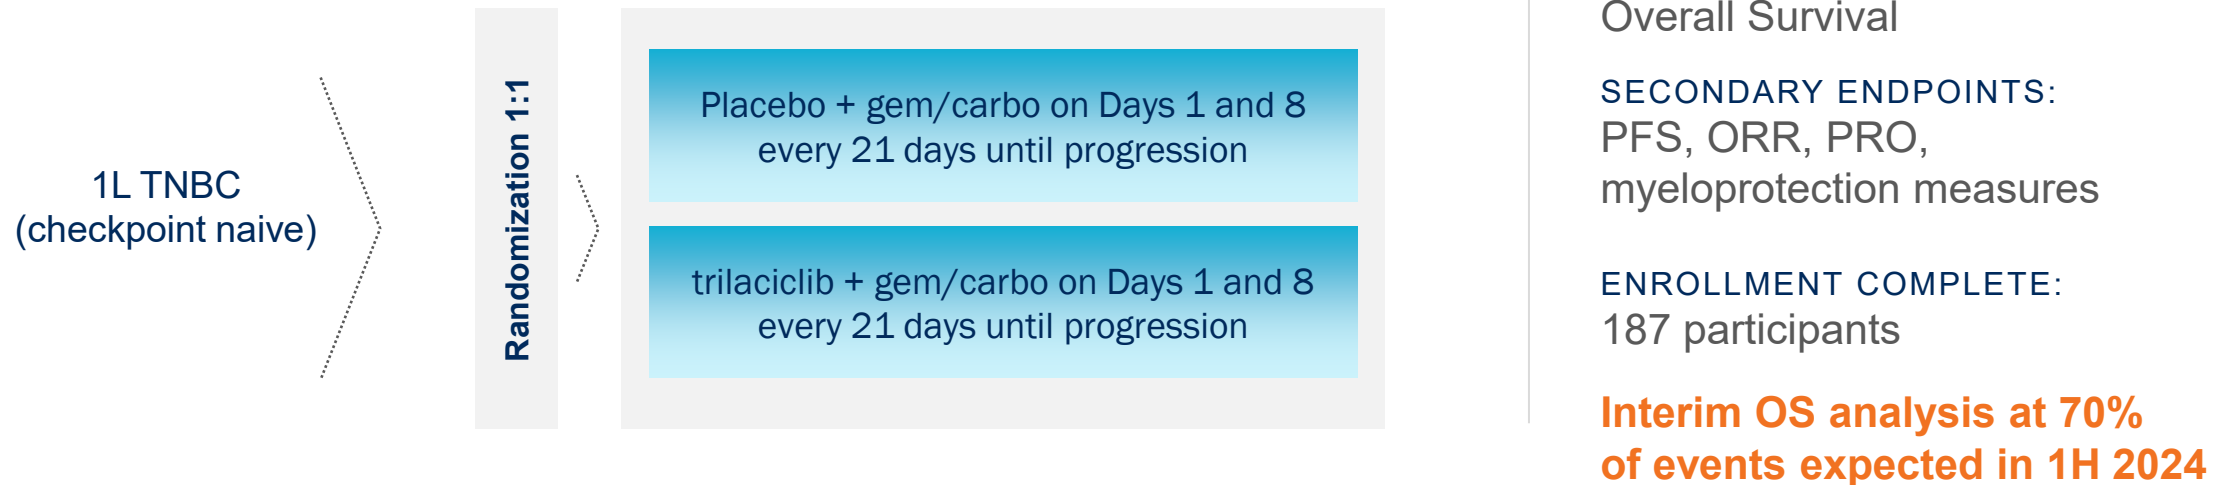 1L TNBC
(checkpoint naive)
Randomization 1:1
Placebo + gem/carbo on Days 1 and 8
every 21 days until progression
trilaciclib + gem/carbo on Days 1 and 8
every 21 days until progression
Overall Survival
SECONDARY ENDPOINTS:
PFS, ORR, PRO,
myeloprotection measures
ENROLLMENT COMPLETE:
187 participants
Interim OS analysis at 70%
of events expected in 1H 2024